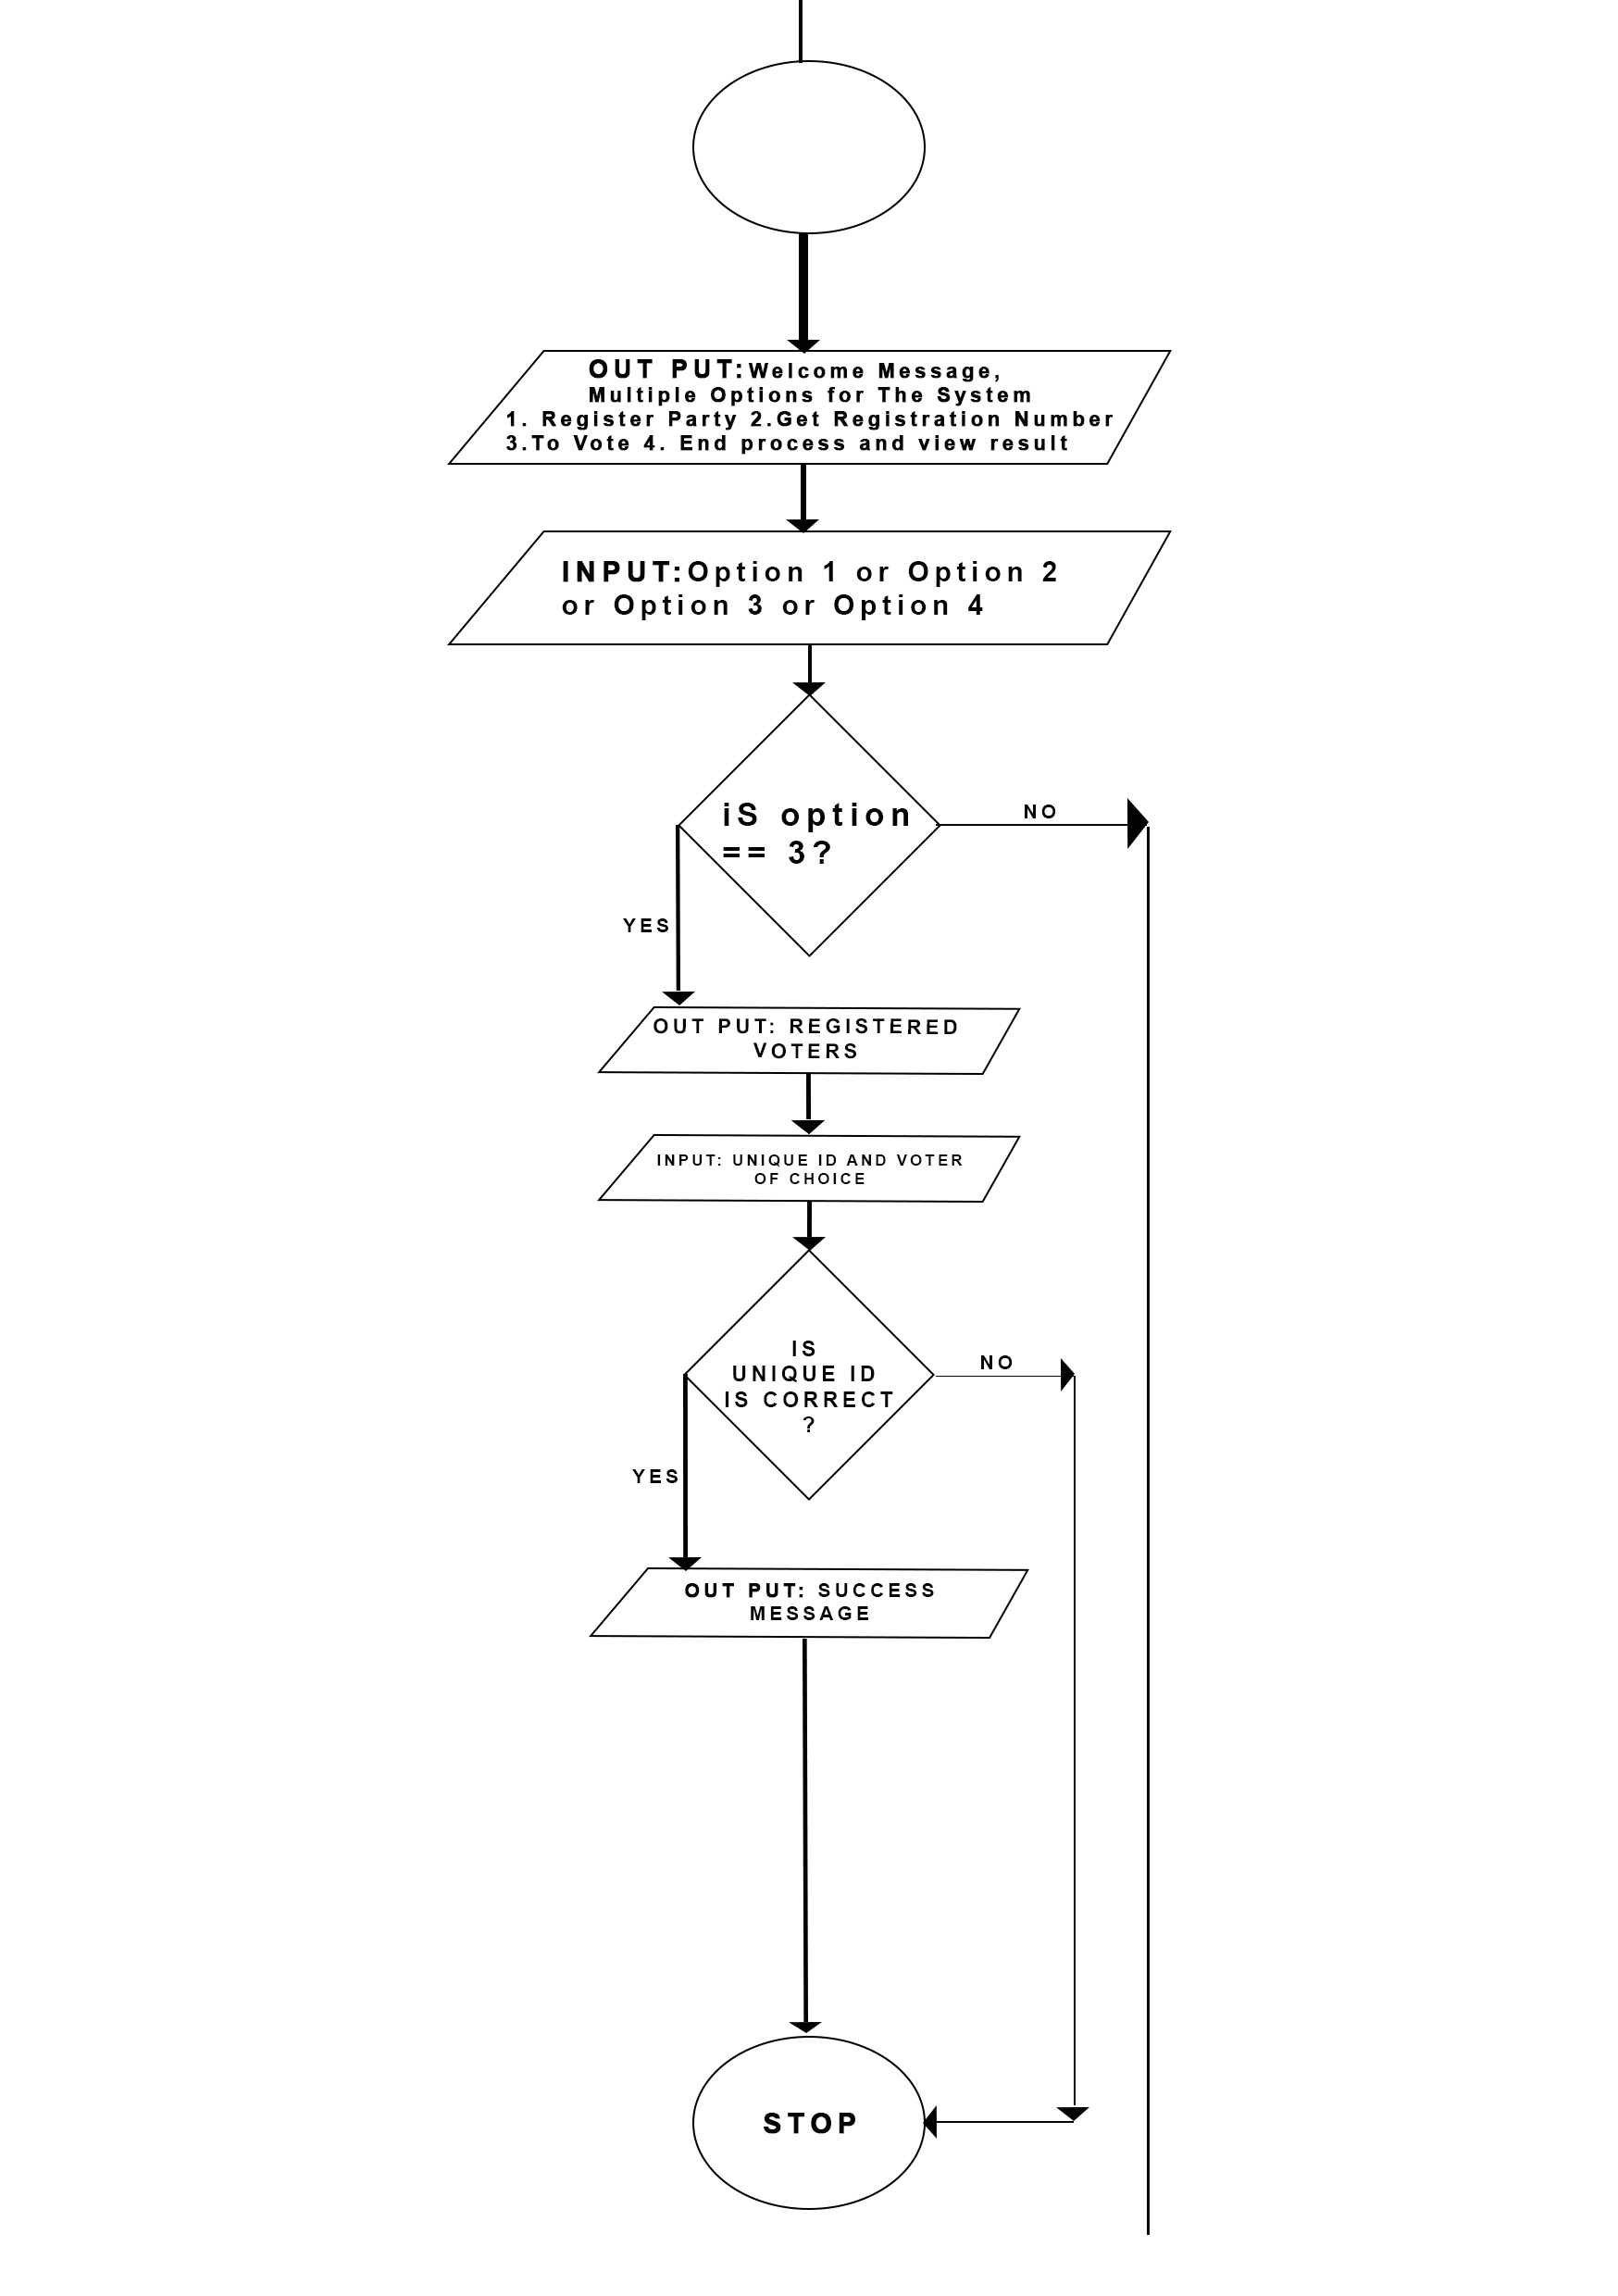 OUT PUT:Welcome Message,
Multiple Options for The System
1. Register Party 2.Get Registration Number
3.To Vote 4. End process and view result
INPUT:Option 1 or Option 2
or Option 3 or Option 4
iS option
== 3?
NO
YES
OUT PUT: REGISTERED
VOTERS
INPUT: UNIQUE ID AND VOTER
OF CHOICE
IS
UNIQUE ID
IS CORRECT
?
NO
YES
OUT PUT: SUCCESS
MESSAGE
STOP